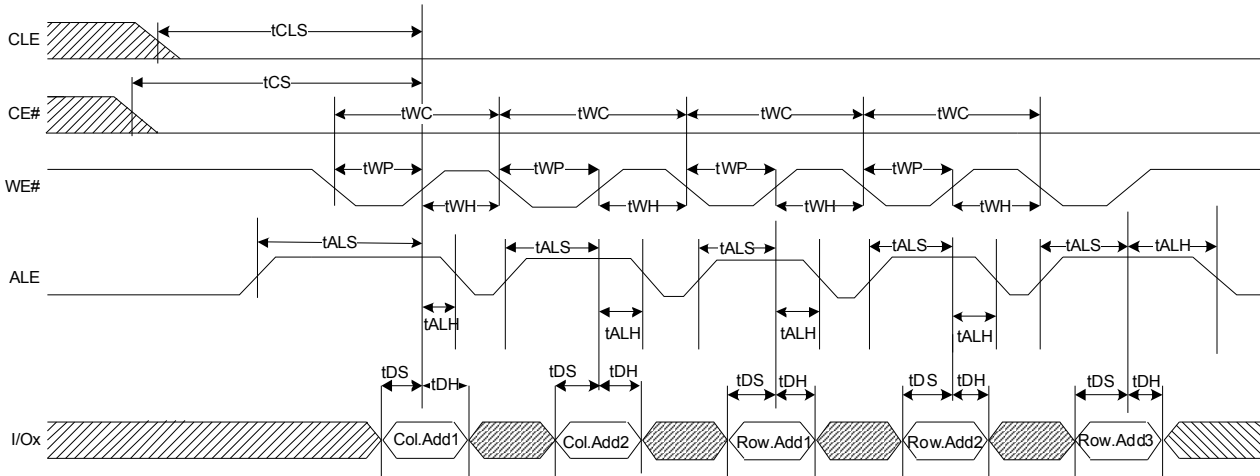 CLE
tCLS
tCS
CE#
tWC tWC tWC tWC
WE#
tWP tWP tWP tWP
tWH tWH tWH tWH
ALE
tALS tALS tALS tALS tALS tALH
tALH tALH tALH tALH
tDS tDH tDS tDH tDS tDH tDS tDH tDS tDH
I/Ox
Col.Add1 Col.Add2 Row.Add1 Row.Add2 Row.Add3